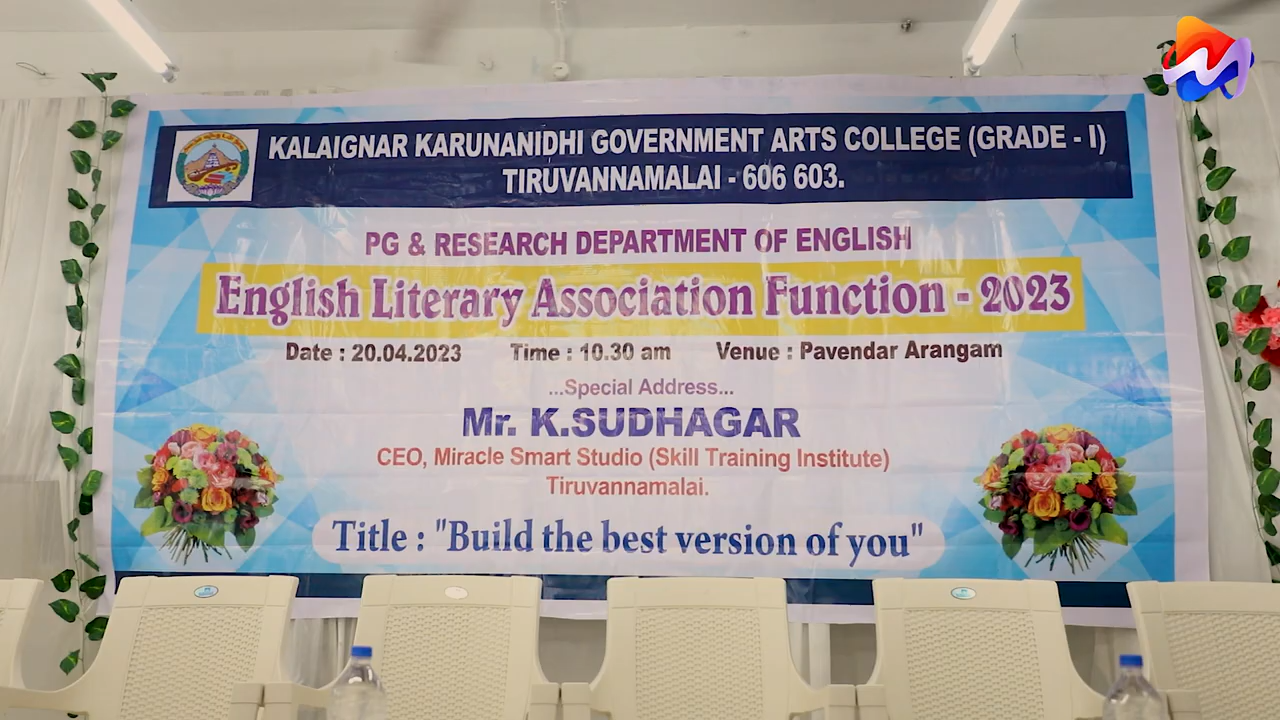 KALAIGNAR KARUNANIDHI GOVERNMENT ARTS COLLEGE (GRADE - I)
TIRUVANNAMALAI - 606 603.
PG & RESEARCH DEPARTMENT OF ENGLISH
English Literary Association Function - 2023
Date : 20.04.2023 Time : 10.30 am Venue : Pavendar Arangam
...Special Address...
Mr. K.SUDHAGAR
CEO, Miracle Smart Studio (Skill Training Institute)
Tiruvannamalai.
Title : "Build the best version of you"